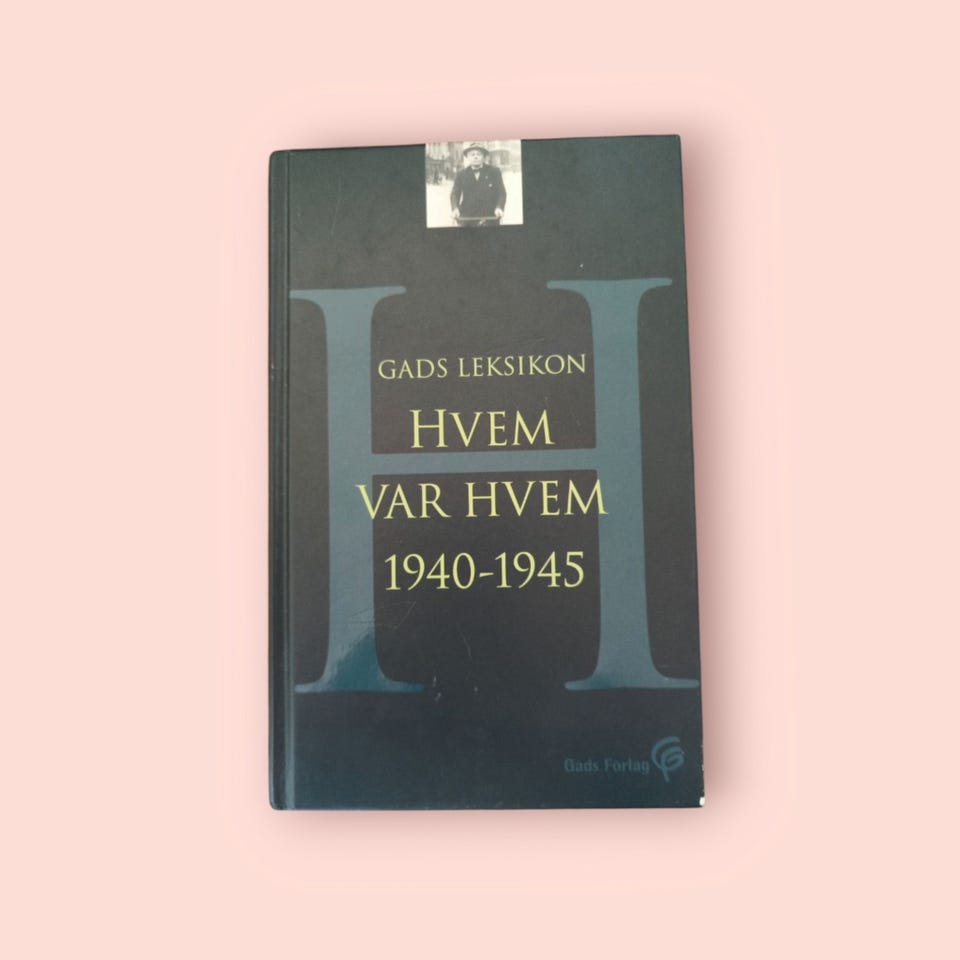 GADS LEKSIKON
HVEM
VAR HVEM
1940-1945
Gads Forlag